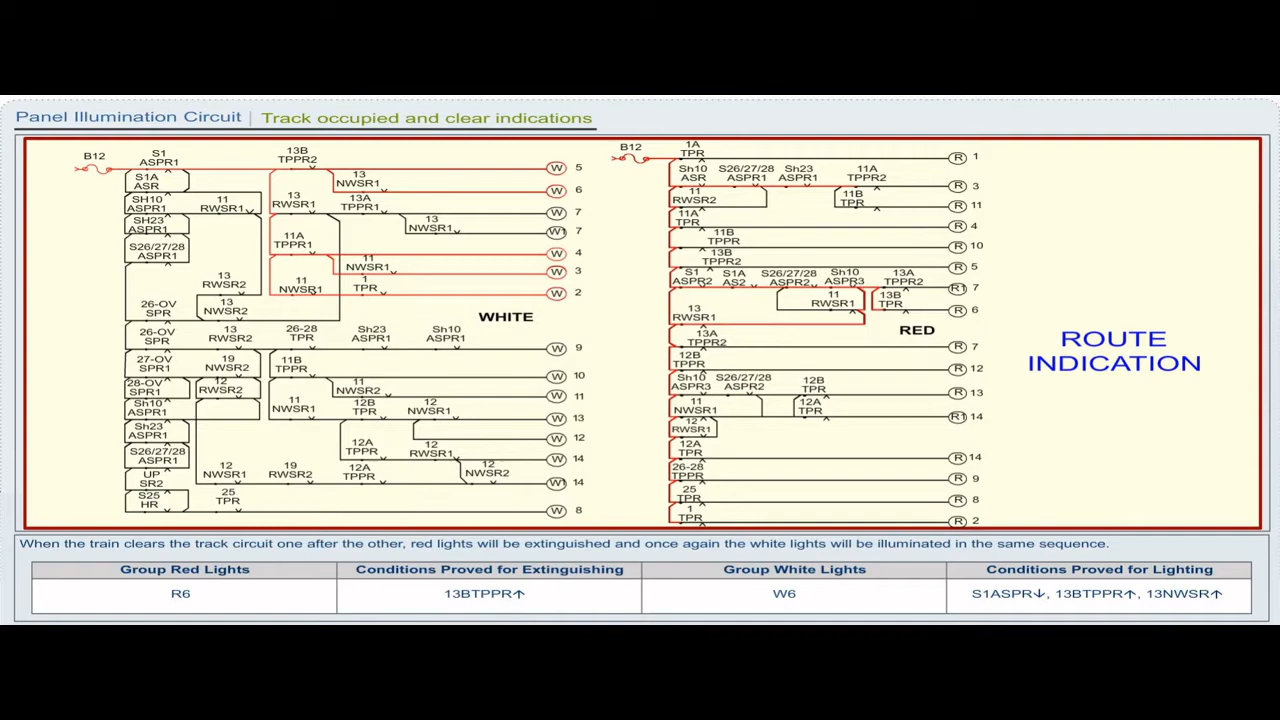 Panel Illumination Circuit | Track occupied and clear indications
B12
S1
ASPR1
13B
TPPR2
W 5
S1A
ASR
13
NWSR1
W 6
SH10
ASPR1
11
RWSR1
13
RWSR1
13A
TPPR1
W 7
SH23
ASPR1
13
NWSR1
W1 7
S26/27/28
ASPR1
11A
TPPR1
W 4
11
NWSR1
W 3
13
RWSR2
11
NWSR1
1
TPR
W 2
26-OV
SPR
13
NWSR2
WHITE
26-OV
SPR
13
RWSR2
26-28
TPR
Sh23
ASPR1
Sh10
ASPR1
W 9
27-OV
SPR1
19
NWSR2
11B
TPPR1
W 10
28-OV
SPR1
12
RWSR2
11
NWSR2
W 11
Sh10
ASPR1
11
NWSR1
12B
TPR
12
NWSR1
W 13
Sh23
ASPR1
W 12
S26/27/28
ASPR1
12A
TPPR
12
RWSR1
W 14
UP
SR2
12
NWSR1
19
RWSR2
12A
TPPR
12
NWSR2
W1 14
S25
HR
25
TPR
W 8
B12
1A
TPR
R 1
Sh10
ASR
S26/27/28
ASPR1
Sh23
ASPR1
11A
TPPR2
R 3
11
RWSR2
11B
TPR
R 11
11A
TPR
R 4
11B
TPPR
R 10
13B
TPPR2
R 5
S1
ASPR2
S1A
AS2
S26/27/28
ASPR2
Sh10
ASPR3
13A
TPPR2
R1 7
11
RWSR1
13B
TPR
R 6
13
RWSR1
RED
13A
TPPR2
R 7
12B
TPPR
R 12
Sh10
ASPR3
S26/27/28
ASPR2
12B
TPR
R 13
11
NWSR1
12A
TPR
R1 14
12
RWSR1
12A
TPR
R 14
26-28
TPPR
R 9
25
TPR
R 8
1
TPR
R 2
ROUTE
INDICATION
When the train clears the track circuit one after the other, red lights will be extinguished and once again the white lights will be illuminated in the same sequence.
Group Red Lights Conditions Proved for Extinguishing Group White Lights Conditions Proved for Lighting
R6 13BTPPR↑ W6 S1ASPR↓, 13BTPPR↑, 13NWSR↑